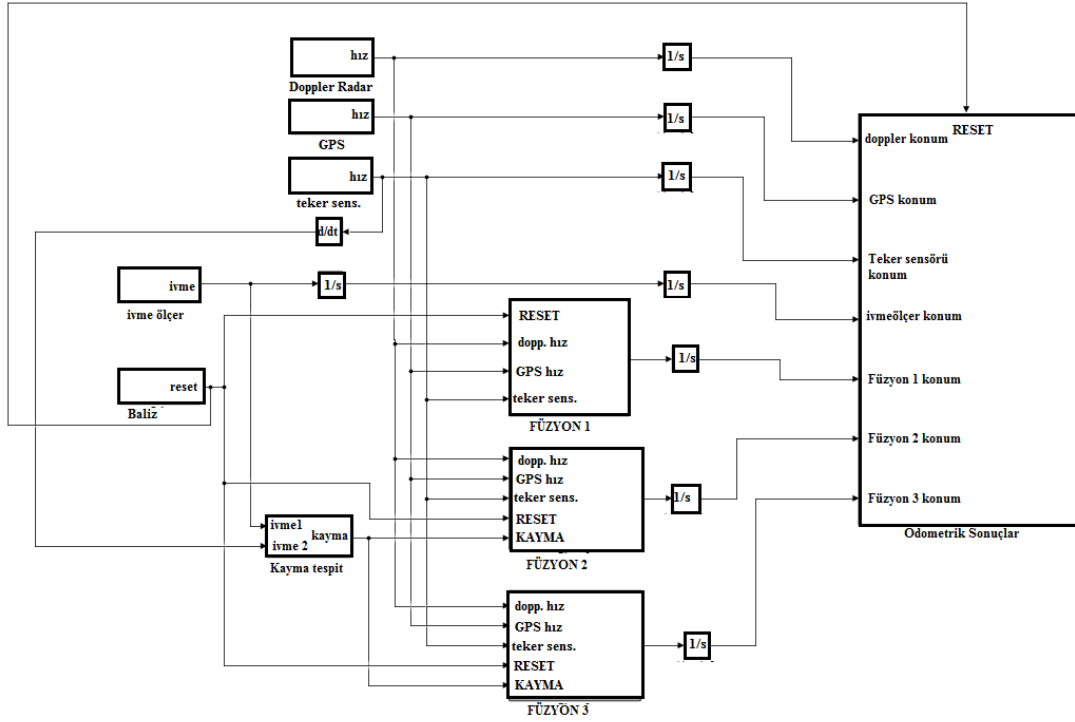 hız
Doppler Radar
1/s
hız
GPS
1/s
hız
teker sens.
1/s
d/dt
ivme
ivme ölçer
1/s
1/s
reset
Baliz
RESET
dopp. hız
GPS hız
teker sens.
FÜZYON 1
1/s
dopp. hız
GPS hız
teker sens.
RESET
KAYMA
FÜZYON 2
1/s
ivme1
ivme 2
kayma
Kayma tespit
dopp. hız
GPS hız
teker sens.
RESET
KAYMA
FÜZYON 3
1/s
RESET
doppler konum
GPS konum
Teker sensörü
konum
ivmeölçer konum
Füzyon 1 konum
Füzyon 2 konum
Füzyon 3 konum
Odometrik Sonuçlar